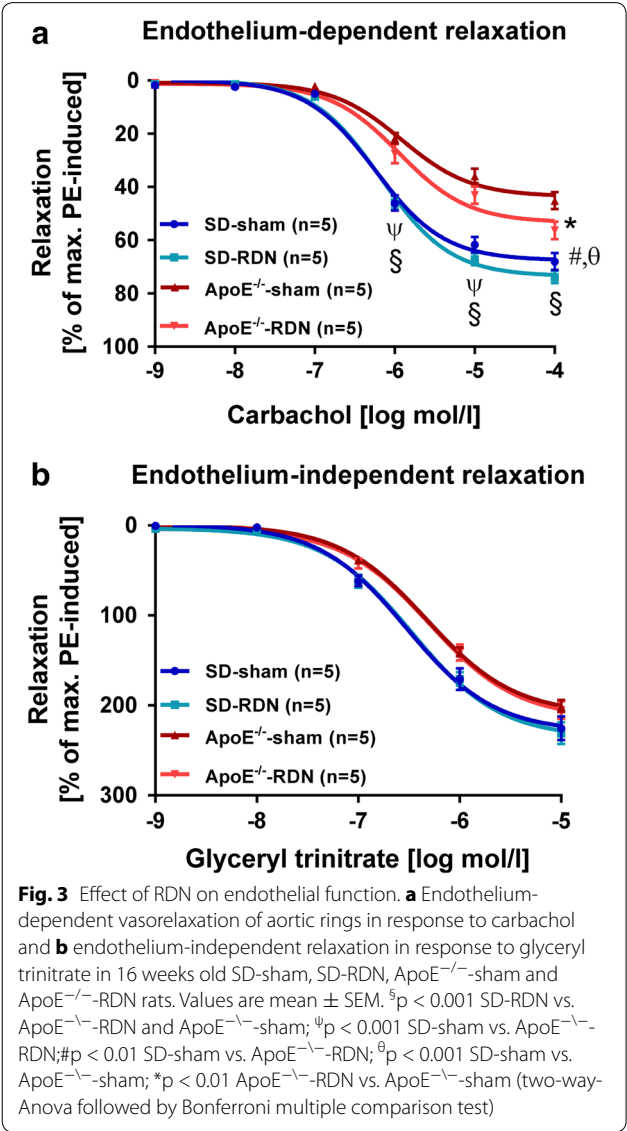 a Endothelium-dependent relaxation
Relaxation
[% of max. PE-induced]
0
20
40
60
80
100
SD-sham (n=5)
SD-RDN (n=5)
ApoE-/--sham (n=5)
ApoE-/--RDN (n=5)
ψ
§
ψ
§
§
*
#,θ
-9 -8 -7 -6 -5 -4
Carbachol [log mol/l]
b Endothelium-independent relaxation
Relaxation
[% of max. PE-induced]
0
100
200
300
SD-sham (n=5)
SD-RDN (n=5)
ApoE-/--sham (n=5)
ApoE-/--RDN (n=5)
-9 -8 -7 -6 -5
Glyceryl trinitrate [log mol/l]
Fig. 3 Effect of RDN on endothelial function. a Endothelium-
dependent vasorelaxation of aortic rings in response to carbachol
and b endothelium-independent relaxation in response to glyceryl
trinitrate in 16 weeks old SD-sham, SD-RDN, ApoE−/−-sham and
ApoE−/−-RDN rats. Values are mean ± SEM. §p < 0.001 SD-RDN vs.
ApoE−\−-RDN and ApoE−\−-sham; ψp < 0.001 SD-sham vs. ApoE−\−-
RDN;#p < 0.01 SD-sham vs. ApoE−\−-RDN; θp < 0.001 SD-sham vs.
ApoE−\−-sham; *p < 0.01 ApoE−\−-RDN vs. ApoE−\−-sham (two-way-
Anova followed by Bonferroni multiple comparison test)